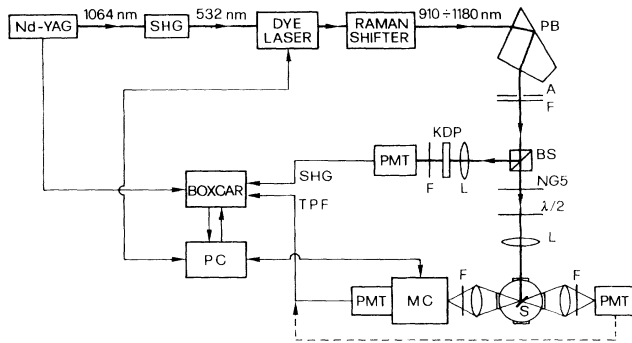 Nd-YAG
1064 nm
SHG
532 nm
DYE
LASER
RAMAN
SHIFTER
910÷1180 nm
PB
A
F
KDP
PMT
F
L
BS
SHG
NG5
BOXCAR
TPF
λ/2
L
PC
PMT
MC
F
S
F
PMT